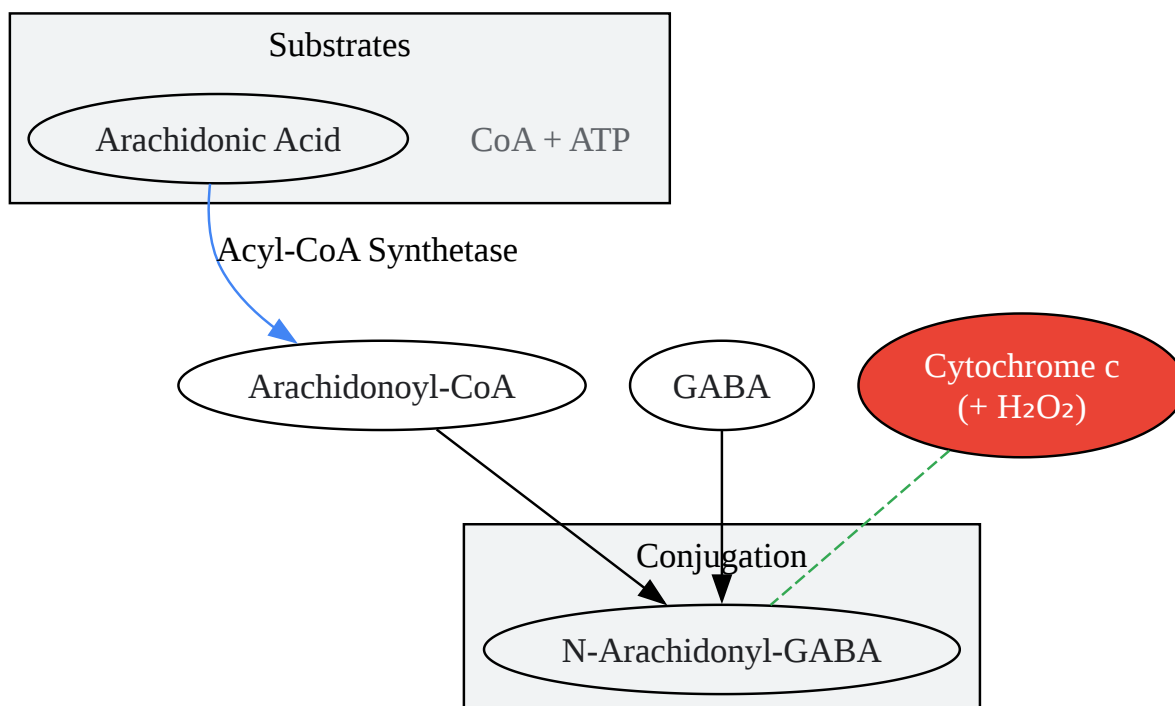 Substrates
Arachidonic Acid
CoA + ATP
Acyl-CoA Synthetase
Arachidonoyl-CoA
GABA
Cytochrome c
(+ H₂O₂)
Conjugation
N-Arachidonyl-GABA